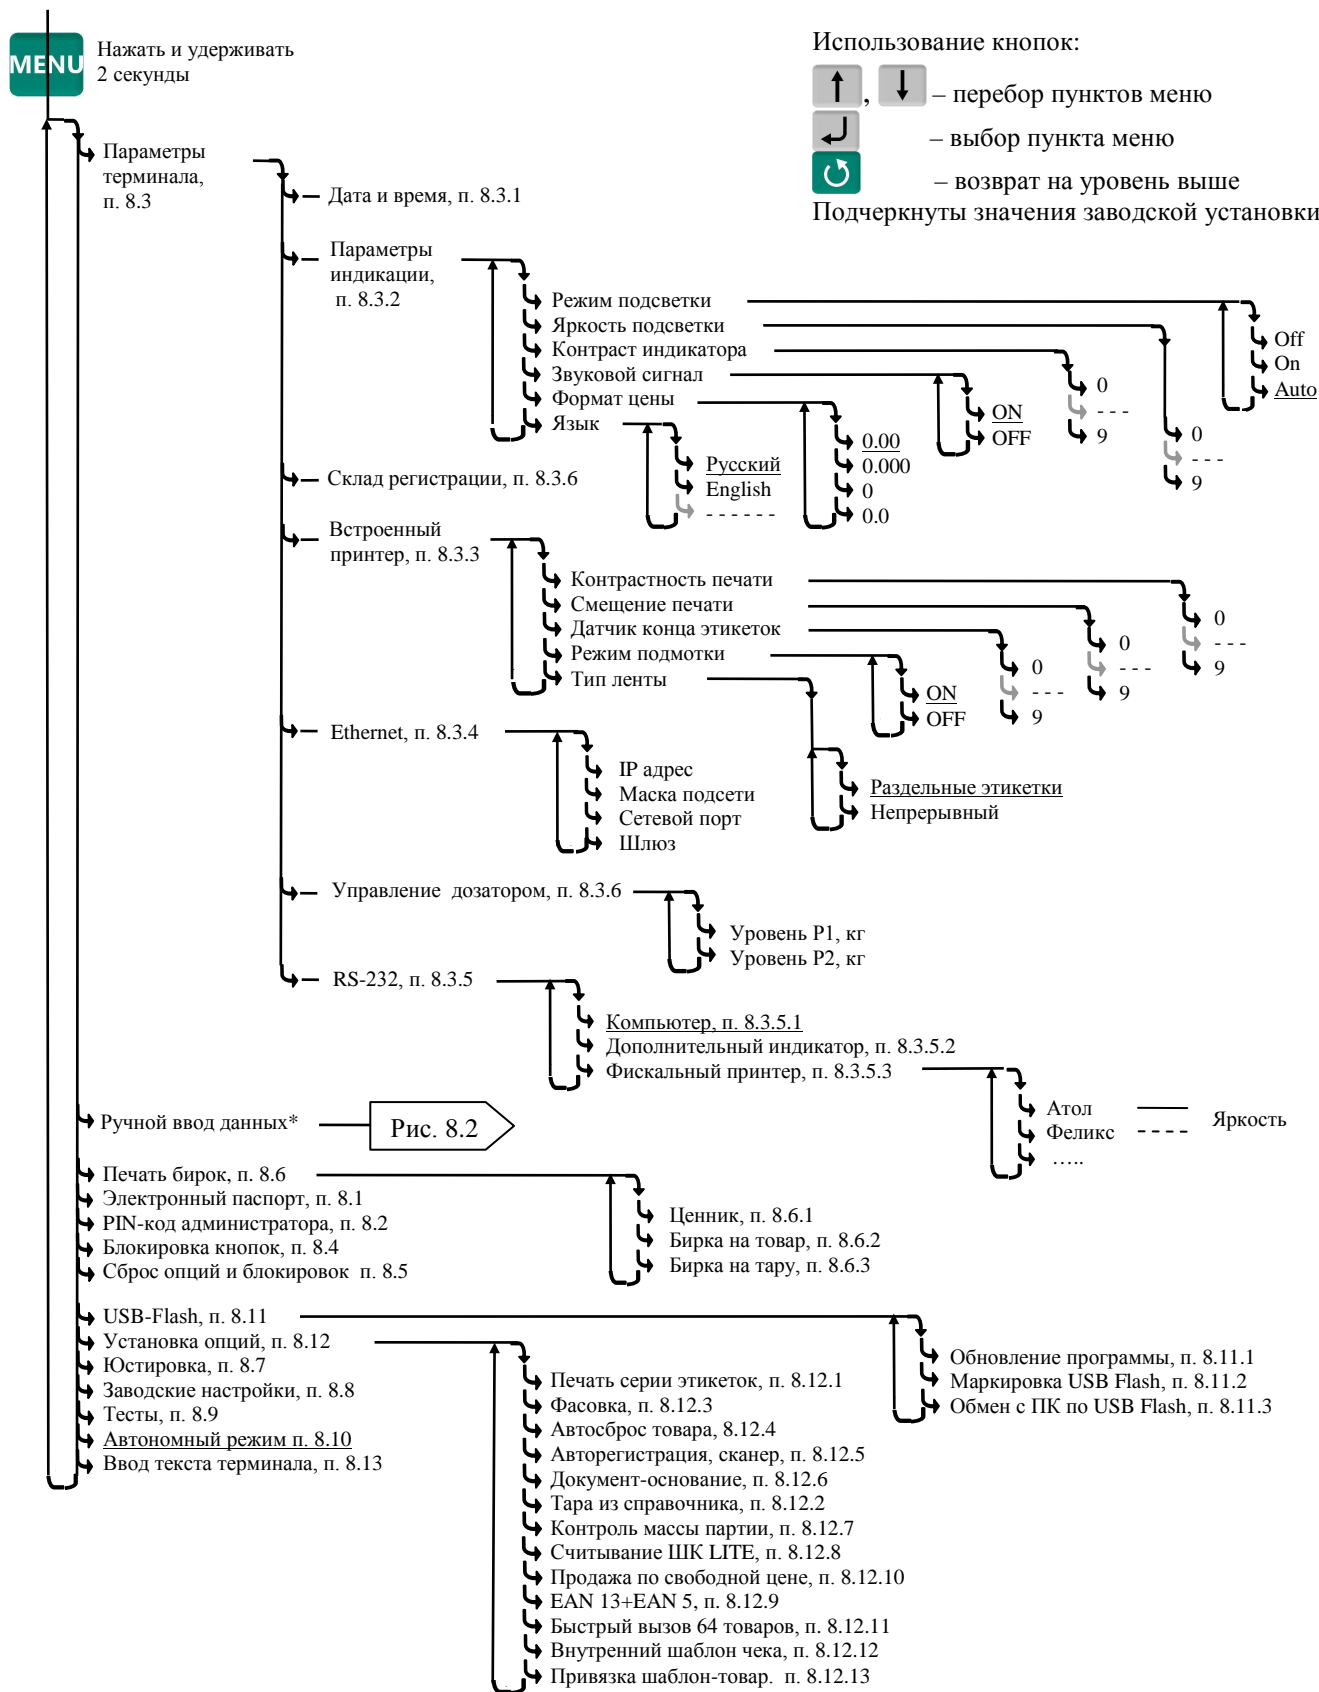 MENU
Нажать и удерживать
2 секунды
Использование кнопок:
, – перебор пунктов меню
– выбор пункта меню
– возврат на уровень выше
Подчеркнуты значения заводской установки
Параметры
терминала,
п. 8.3
Дата и время, п. 8.3.1
Параметры
индикации,
п. 8.3.2
Режим подсветки
Яркость подсветки
Контраст индикатора
Звуковой сигнал
Формат цены
Язык
Off
On
Auto
0
- - -
9
0
- - -
9
ON
OFF
0.00
0.000
0
0.0
Русский
English
- - - - - -
Склад регистрации, п. 8.3.6
Встроенный
принтер, п. 8.3.3
Контрастность печати
Смещение печати
Датчик конца этикеток
Режим подмотки
Тип ленты
0
- - -
9
0
- - -
9
0
- - -
9
ON
OFF
Раздельные этикетки
Непрерывный
Ethernet, п. 8.3.4
IP адрес
Маска подсети
Сетевой порт
Шлюз
Управление дозатором, п. 8.3.6
Уровень P1, кг
Уровень P2, кг
RS-232, п. 8.3.5
Компьютер, п. 8.3.5.1
Дополнительный индикатор, п. 8.3.5.2
Фискальный принтер, п. 8.3.5.3
Атол
Феликс - - - -
…..
Яркость
Ручной ввод данных*
Рис. 8.2
Печать бирок, п. 8.6
Электронный паспорт, п. 8.1
PIN-код администратора, п. 8.2
Блокировка кнопок, п. 8.4
Сброс опций и блокировок п. 8.5
Ценник, п. 8.6.1
Бирка на товар, п. 8.6.2
Бирка на тару, п. 8.6.3
USB-Flash, п. 8.11
Установка опций, п. 8.12
Юстировка, п. 8.7
Заводские настройки, п. 8.8
Тесты, п. 8.9
Автономный режим п. 8.10
Ввод текста терминала, п. 8.13
Обновление программы, п. 8.11.1
Маркировка USB Flash, п. 8.11.2
Обмен с ПК по USB Flash, п. 8.11.3
Печать серии этикеток, п. 8.12.1
Фасовка, п. 8.12.3
Автосброс товара, 8.12.4
Авторегистрация, сканер, п. 8.12.5
Документ-основание, п. 8.12.6
Тара из справочника, п. 8.12.2
Контроль массы партии, п. 8.12.7
Считывание ШК LITE, п. 8.12.8
Продажа по свободной цене, п. 8.12.10
EAN 13+EAN 5, п. 8.12.9
Быстрый вызов 64 товаров, п. 8.12.11
Внутренний шаблон чека, п. 8.12.12
Привязка шаблон-товар. п. 8.12.13